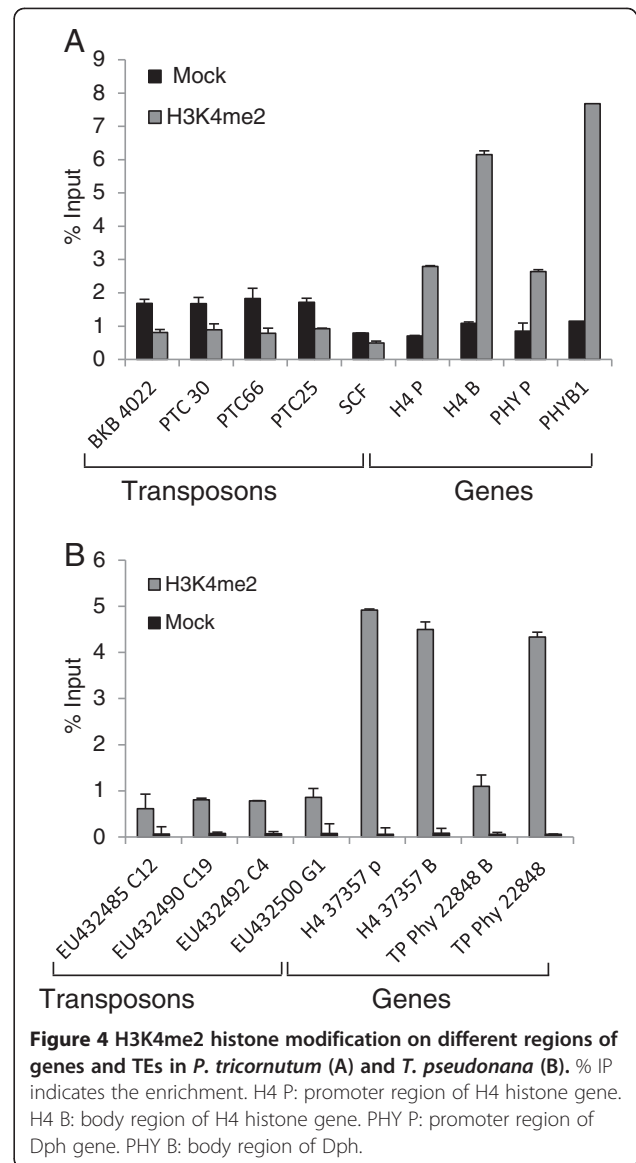 A
9
8
7
6
5
4
3
2
1
0
% Input
Mock
H3K4me2
BKB 4022
PTC 30
PTC66
PTC25
SCF
H4 P
H4 B
PHY P
PHYB1
Transposons
Genes
B
6
5
4
3
2
1
0
% Input
H3K4me2
Mock
EU432485 C12
EU432490 C19
EU432492 C4
EU432500 G1
H4 37357 p
H4 37357 B
TP Phy 22848 B
TP Phy 22848
Transposons
Genes
Figure 4 H3K4me2 histone modification on different regions of
genes and TEs in P. tricornutum (A) and T. pseudonana (B). % IP
indicates the enrichment. H4 P: promoter region of H4 histone gene.
H4 B: body region of H4 histone gene. PHY P: promoter region of
Dph gene. PHY B: body region of Dph.